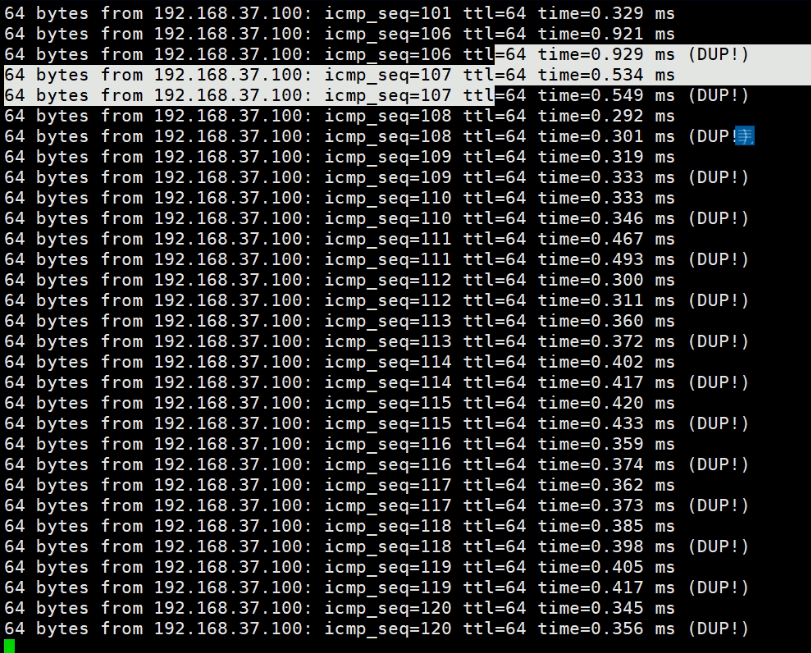 64 bytes from 192.168.37.100: icmp_seq=101 ttl=64 time=0.329 ms
64 bytes from 192.168.37.100: icmp_seq=106 ttl=64 time=0.921 ms
64 bytes from 192.168.37.100: icmp_seq=106 ttl=64 time=0.929 ms (DUP!)
64 bytes from 192.168.37.100: icmp_seq=107 ttl=64 time=0.534 ms
64 bytes from 192.168.37.100: icmp_seq=107 ttl=64 time=0.549 ms (DUP!)
64 bytes from 192.168.37.100: icmp_seq=108 ttl=64 time=0.292 ms
64 bytes from 192.168.37.100: icmp_seq=108 ttl=64 time=0.301 ms (DUP!
64 bytes from 192.168.37.100: icmp_seq=109 ttl=64 time=0.319 ms
64 bytes from 192.168.37.100: icmp_seq=109 ttl=64 time=0.333 ms (DUP!)
64 bytes from 192.168.37.100: icmp_seq=110 ttl=64 time=0.333 ms
64 bytes from 192.168.37.100: icmp_seq=110 ttl=64 time=0.346 ms (DUP!)
64 bytes from 192.168.37.100: icmp_seq=111 ttl=64 time=0.467 ms
64 bytes from 192.168.37.100: icmp_seq=111 ttl=64 time=0.493 ms (DUP!)
64 bytes from 192.168.37.100: icmp_seq=112 ttl=64 time=0.300 ms
64 bytes from 192.168.37.100: icmp_seq=112 ttl=64 time=0.311 ms (DUP!)
64 bytes from 192.168.37.100: icmp_seq=113 ttl=64 time=0.360 ms
64 bytes from 192.168.37.100: icmp_seq=113 ttl=64 time=0.372 ms (DUP!)
64 bytes from 192.168.37.100: icmp_seq=114 ttl=64 time=0.402 ms
64 bytes from 192.168.37.100: icmp_seq=114 ttl=64 time=0.417 ms (DUP!)
64 bytes from 192.168.37.100: icmp_seq=115 ttl=64 time=0.420 ms
64 bytes from 192.168.37.100: icmp_seq=115 ttl=64 time=0.433 ms (DUP!)
64 bytes from 192.168.37.100: icmp_seq=116 ttl=64 time=0.359 ms
64 bytes from 192.168.37.100: icmp_seq=116 ttl=64 time=0.374 ms (DUP!)
64 bytes from 192.168.37.100: icmp_seq=117 ttl=64 time=0.362 ms
64 bytes from 192.168.37.100: icmp_seq=117 ttl=64 time=0.373 ms (DUP!)
64 bytes from 192.168.37.100: icmp_seq=118 ttl=64 time=0.385 ms
64 bytes from 192.168.37.100: icmp_seq=118 ttl=64 time=0.398 ms (DUP!)
64 bytes from 192.168.37.100: icmp_seq=119 ttl=64 time=0.405 ms
64 bytes from 192.168.37.100: icmp_seq=119 ttl=64 time=0.417 ms (DUP!)
64 bytes from 192.168.37.100: icmp_seq=120 ttl=64 time=0.345 ms
64 bytes from 192.168.37.100: icmp_seq=120 ttl=64 time=0.356 ms (DUP!)